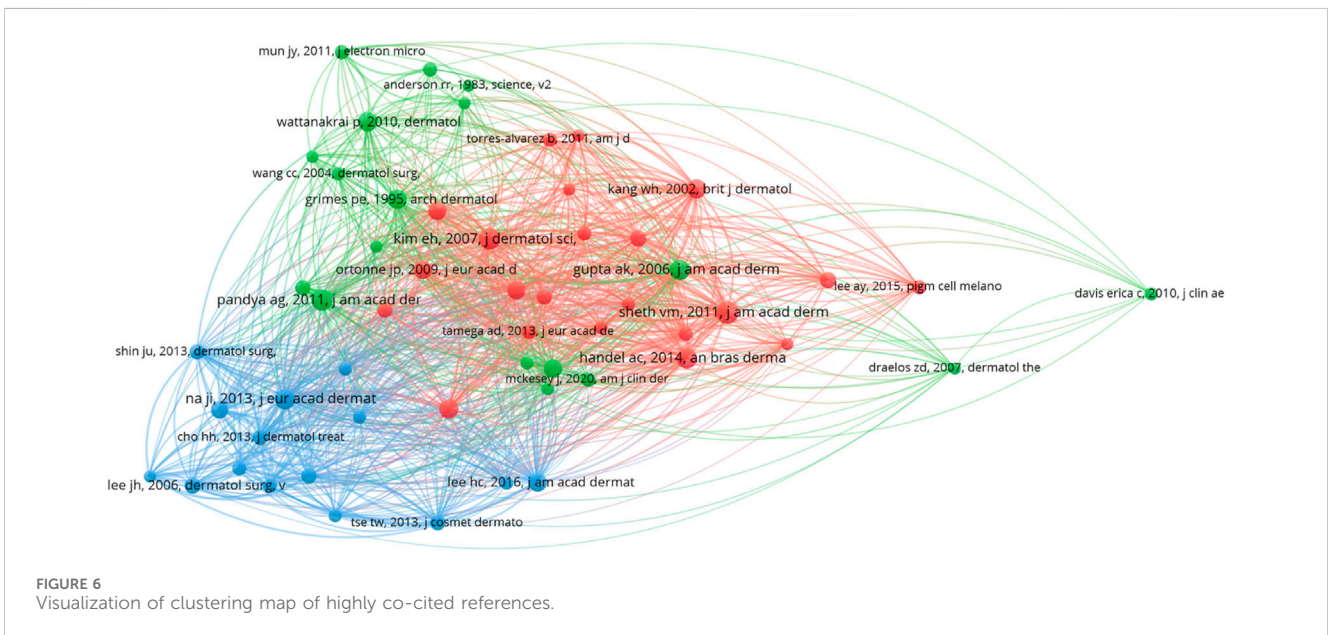 mun jy, 2011, j electron micro
anderson rr, 1983, science, v2
wattanakrai p, 2010, dermatol
torres-alvarez b, 2011, am j d
wang cc, 2004, dermatol surg,
kang wh, 2002, brit j dermatol
grimes pe, 1995, arch dermatol
kim eh, 2007, j dermatol sci,
ortonne jp, 2009, j eur acad d
gupta ak, 2006, j am acad derm
lee ay, 2015, pigm cell melano
davis erica c, 2010, j clin ae
pandya ag, 2011, j am acad der
sheth vm, 2011, j am acad derm
tamega ad, 2013, j eur acad de
shin ju, 2013, dermatol surg,
handel ac, 2014, an bras derma
draelos zd, 2007, dermatol the
mckesey j, 2020, am j clin der
na ji, 2013, j eur acad dermat
cho hh, 2013, j dermatol treat
lee jh, 2006, dermatol surg, v
lee hc, 2016, j am acad dermat
tse tw, 2013, j cosmet dermato
FIGURE 6
Visualization of clustering map of highly co-cited references.